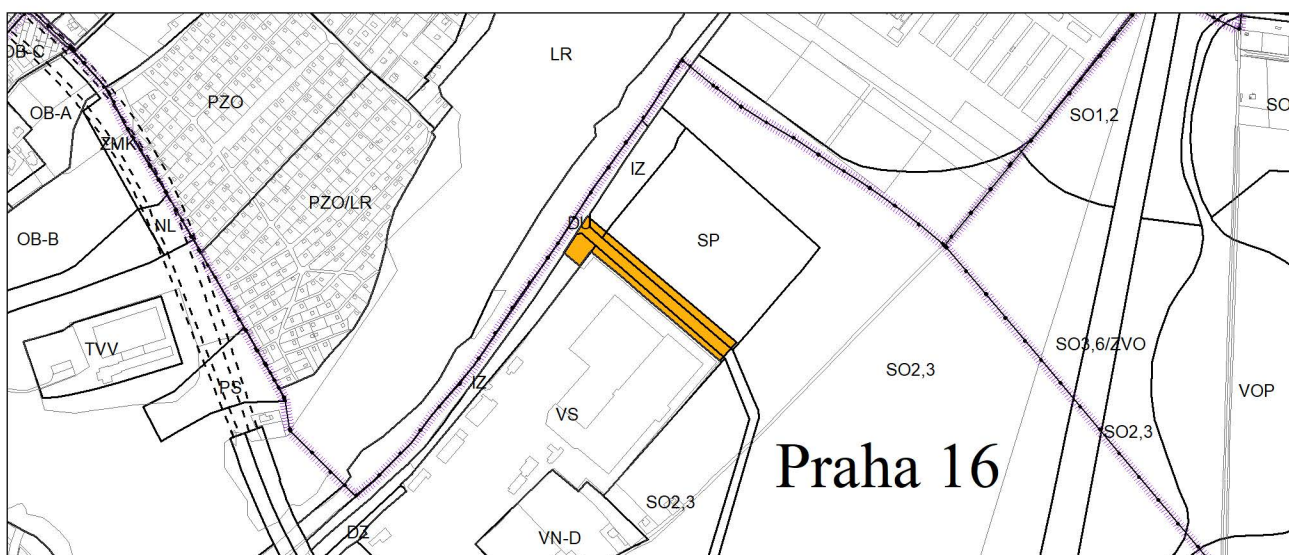 OB-C
LR
PZO
OB-A
SO1,2
SO
ZMK
IZ
PZO/LR
DU
NL
OB-B
SP
TVV
SO3,6/ZVO
SO2,3
IZ
PS
VOP
VS
SO2,3
Praha 16
SO2,3
DZ
VN-D